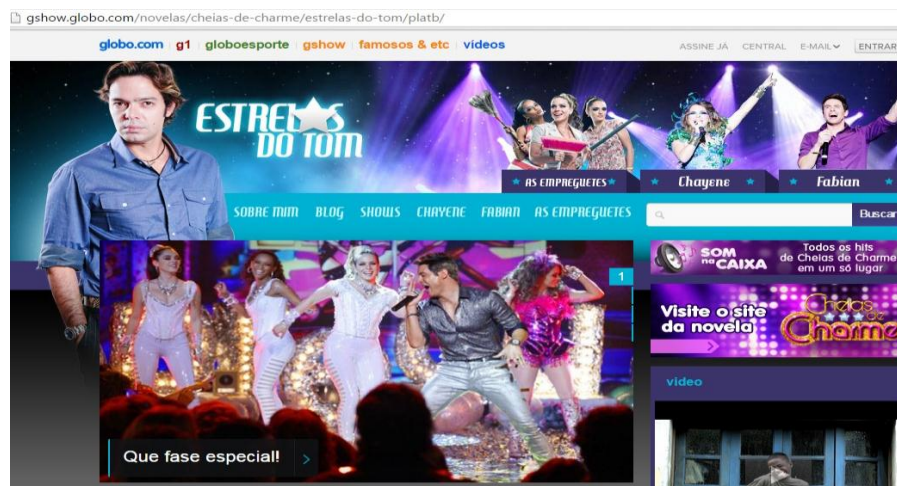 gshow.globo.com/novelas/cheias-de-charme/estrelas-do-tom/platb/
globo.com g1 globoesporte gshow famosos & etc vídeos
ASSINE JÁ CENTRAL E-MAIL ENTRAR
ESTRELAS
DO TOM
AS EMPREGUETES Chayene Fabian
SOBRE MIM BLOG SHOWS CHAYENE FABIAN AS EMPREGUETES
Buscar
SOM
na CAIXA
Todos os hits
de Cheias de Charme
em um só lugar
1
Visite o site
da novela
Cheias
de
Charme
video
Que fase especial!